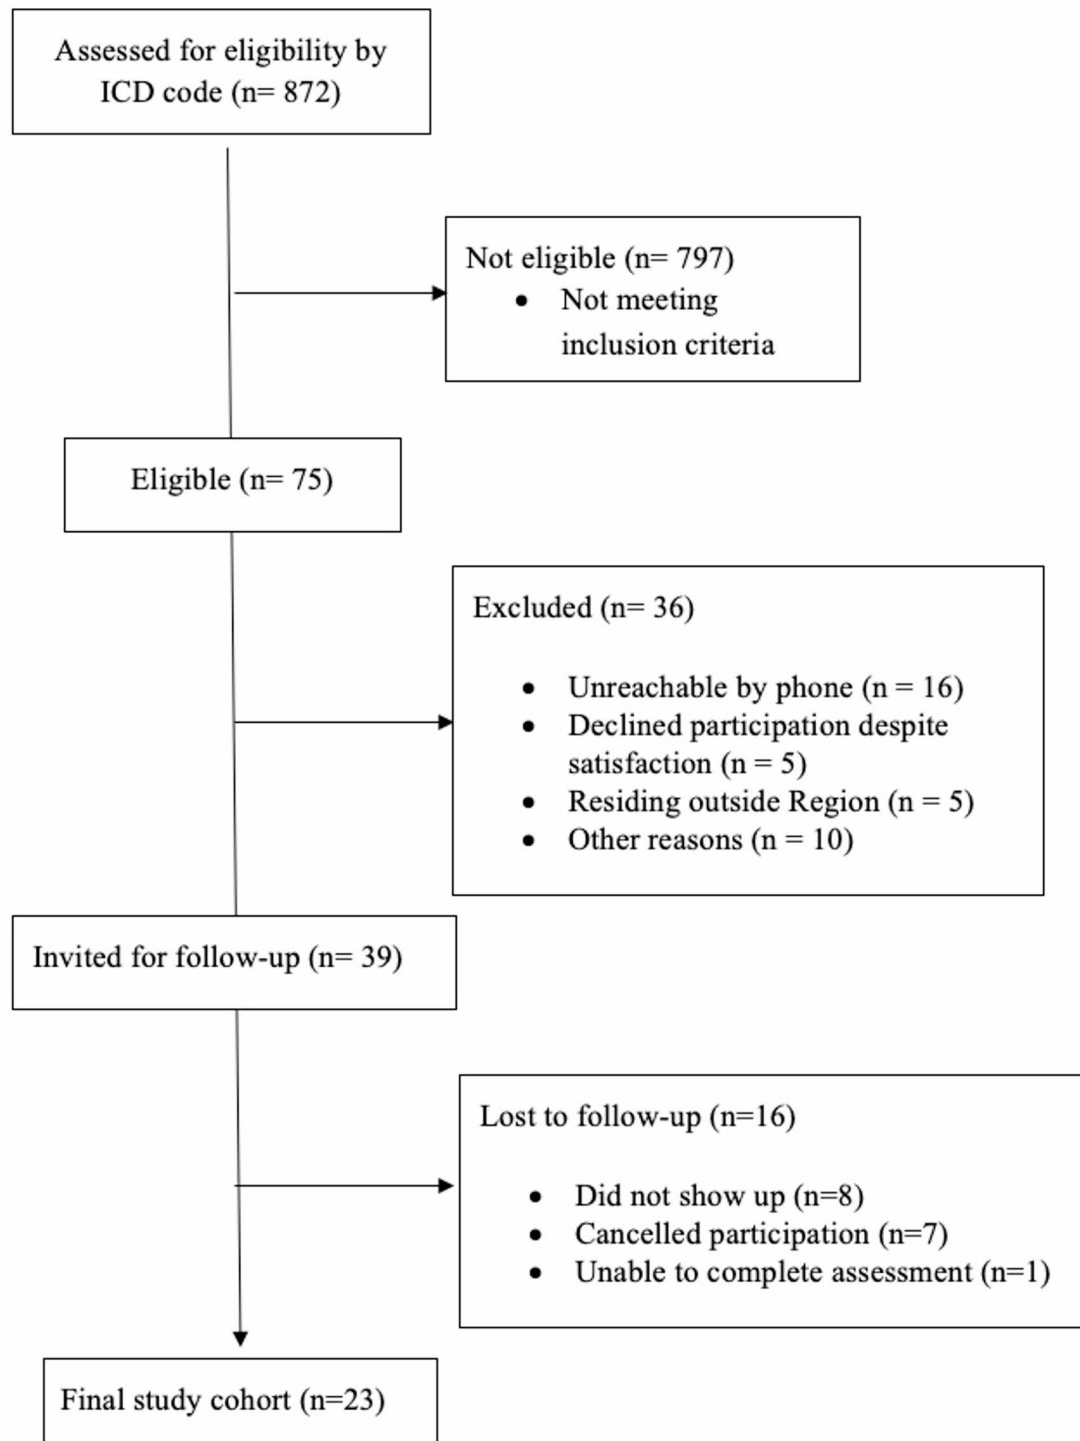 Assessed for eligibility by
ICD code (n= 872)
Not eligible (n= 797)
• Not meeting
inclusion criteria
Eligible (n= 75)
Excluded (n= 36)
• Unreachable by phone (n = 16)
• Declined participation despite
satisfaction (n = 5)
• Residing outside Region (n = 5)
• Other reasons (n = 10)
Invited for follow-up (n= 39)
Lost to follow-up (n=16)
• Did not show up (n=8)
• Cancelled participation (n=7)
• Unable to complete assessment (n=1)
Final study cohort (n=23)